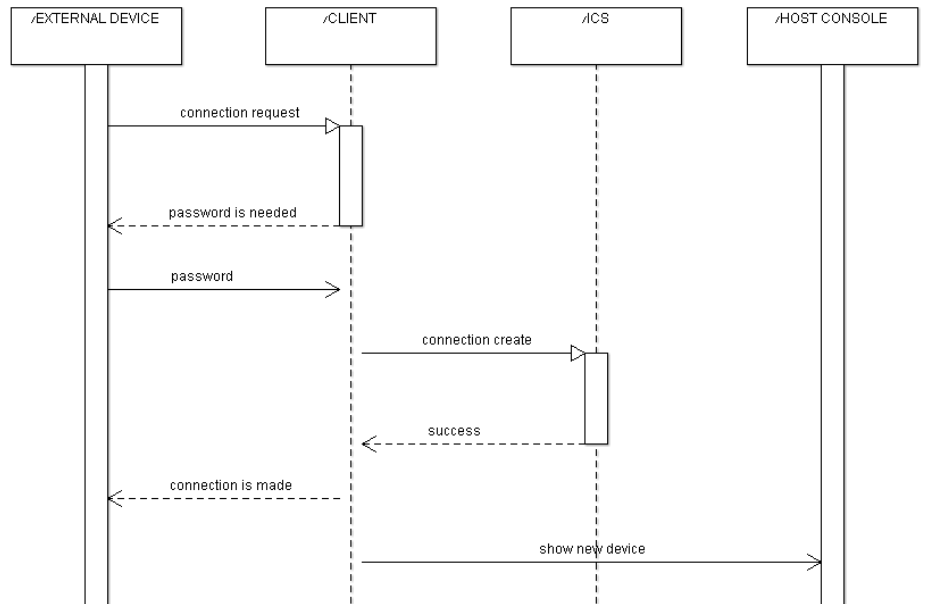 /EXTERNAL DEVICE
/CLIENT
/ICS
/HOST CONSOLE
connection request
password is needed
password
connection create
success
connection is made
show new device